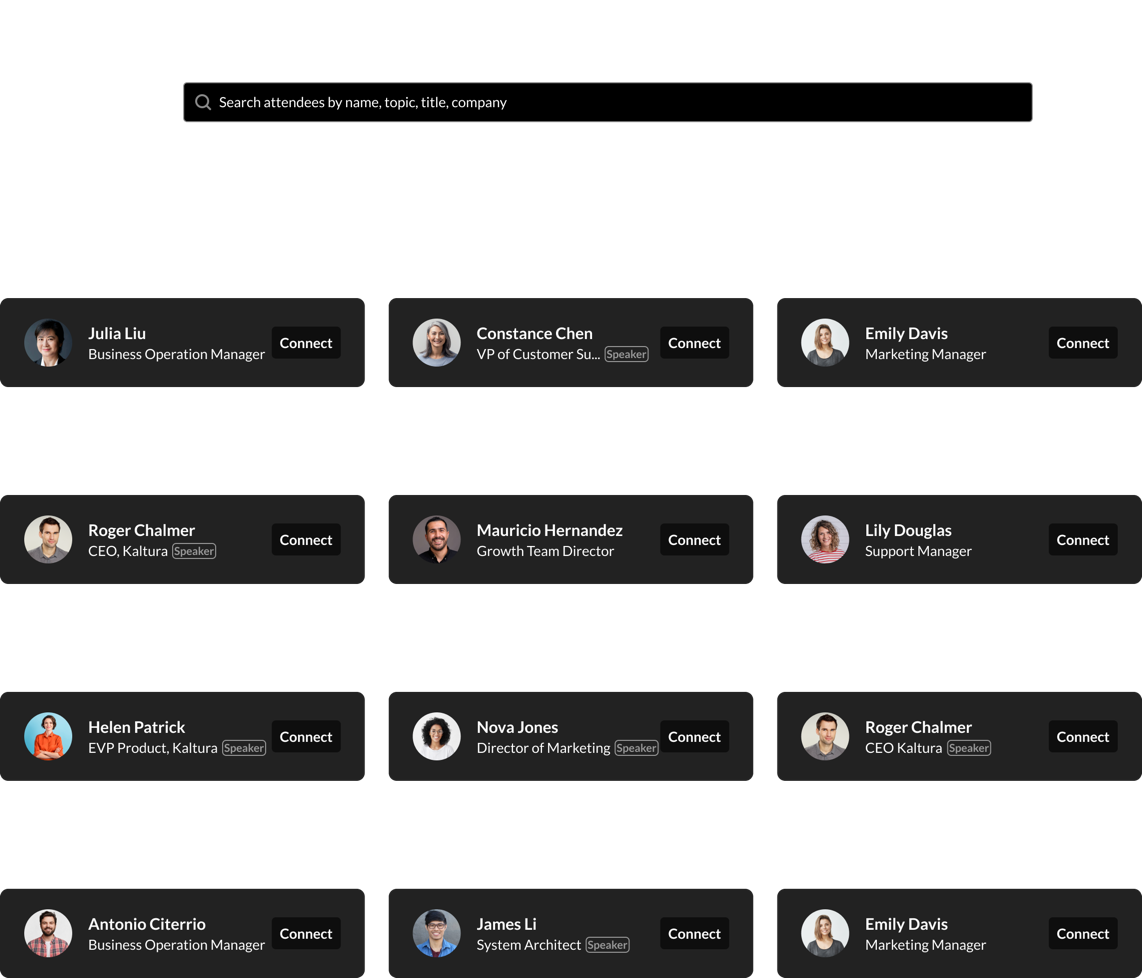 Search attendees by name, topic, title, company
Julia Liu
Business Operation Manager
Connect
Constance Chen
VP of Customer Su... Speaker
Connect
Emily Davis
Marketing Manager
Connect
Roger Chalmer
CEO, Kaltura Speaker
Connect
Mauricio Hernandez
Growth Team Director
Connect
Lily Douglas
Support Manager
Connect
Helen Patrick
EVP Product, Kaltura Speaker
Connect
Nova Jones
Director of Marketing Speaker
Connect
Roger Chalmer
CEO Kaltura Speaker
Connect
Antonio Citerrio
Business Operation Manager
Connect
James Li
System Architect Speaker
Connect
Emily Davis
Marketing Manager
Connect